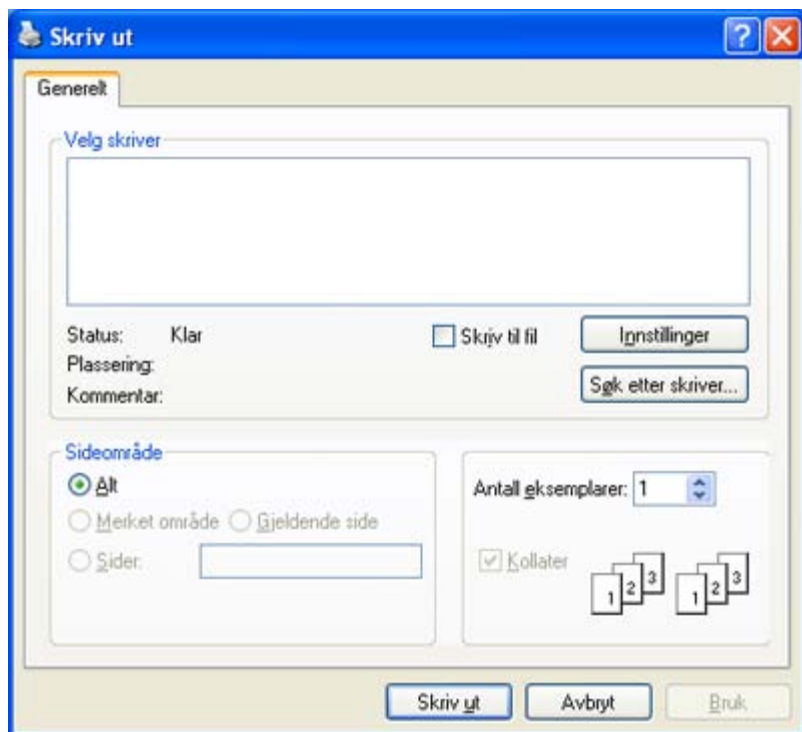 Skriv ut
Generelt
Velg skriver
Status: Klar
Skriv til fil
Innstillinger
Plassering:
Kommentar:
Søk etter skriver...
Sideområde
Alt
Merket område Gjeldende side
Sider:
Antall eksemplarer: 1
Kollater
1 2 3 1 2 3
Skriv ut Avbryt Bruk